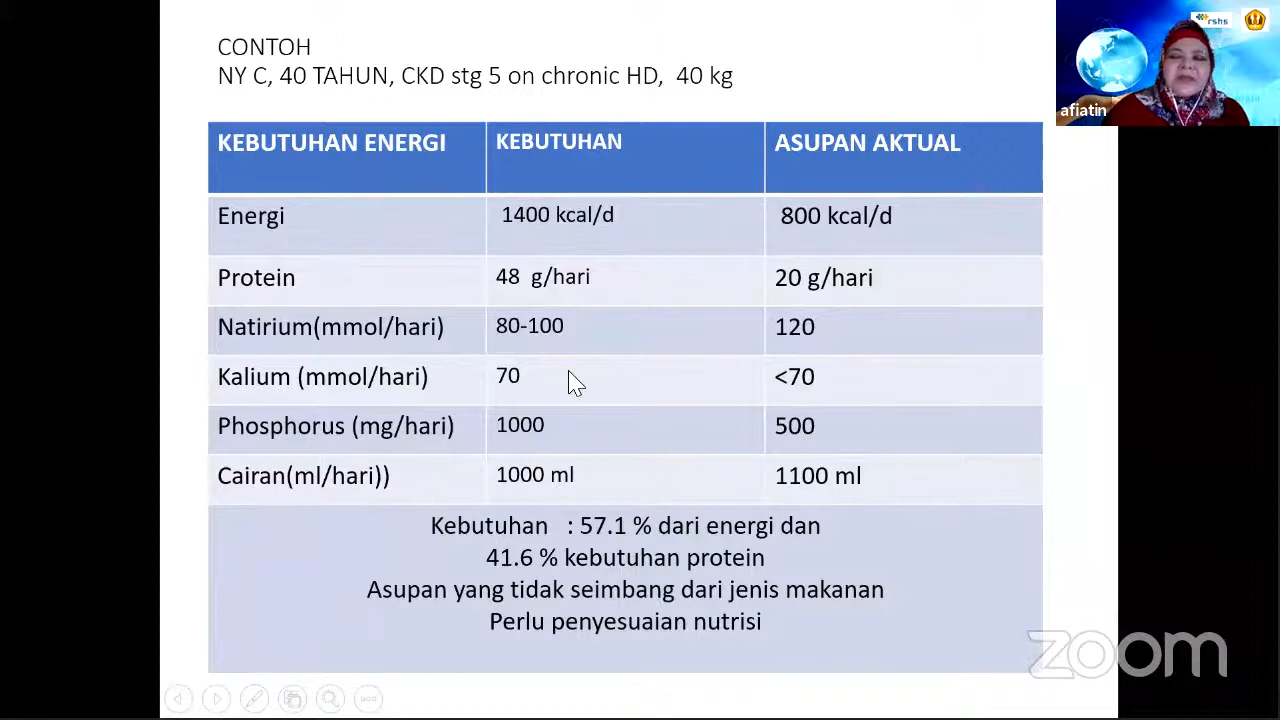 CONTOH
NY C, 40 TAHUN, CKD stg 5 on chronic HD, 40 kg
KEBUTUHAN ENERGI KEBUTUHAN ASUPAN AKTUAL
Energi 1400 kcal/d 800 kcal/d
Protein 48 g/hari 20 g/hari
Natirium(mmol/hari) 80-100 120
Kalium (mmol/hari) 70 <70
Phosphorus (mg/hari) 1000 500
Cairan(ml/hari)) 1000 ml 1100 ml
Kebutuhan : 57.1 % dari energi dan
41.6 % kebutuhan protein
Asupan yang tidak seimbang dari jenis makanan
Perlu penyesuaian nutrisi
rshs
afiatin
zoom